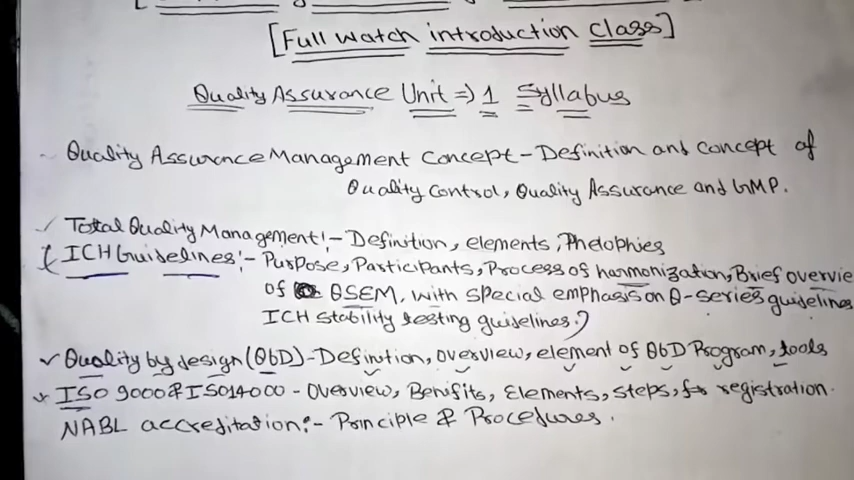 [Full watch introduction class]
Quality Assurance Unit => 1 Syllabus
- Quality Assurance Management Concept - Definition and concept of
Quality Control, Quality Assurance and GMP.
Total Quality Management :- Definition, elements, Phelophies
( ICH Guidelines :- Purpose, Participants, Process of harmonization, Brief overvie
of QSEM, with special emphasis on Q-series guidelines
ICH stability testing guidelines.)
Quality by design (QbD) - Definition, overview, element of QbD Program, tools
ISO 9000 & ISO14000 - Overview, Benifits, Elements, steps, for registration.
NABL accreditation :- Principle & Procedures.